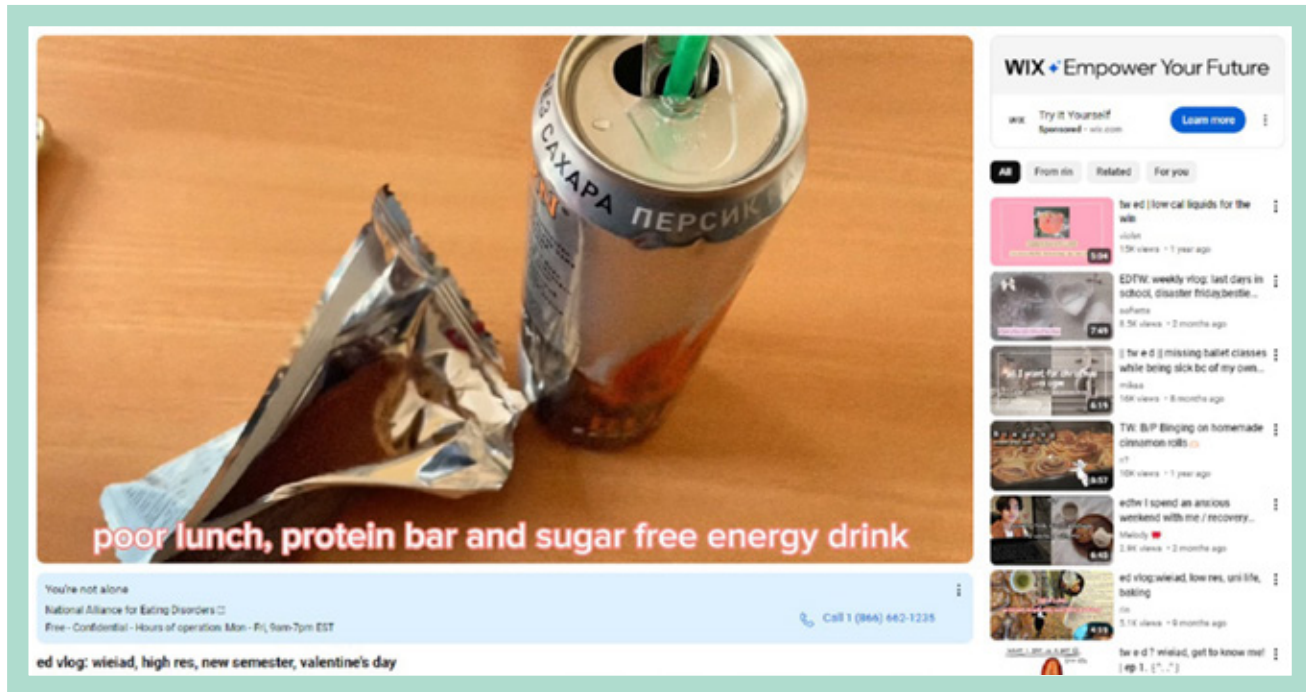 БЕЗ САХАРА ПЕРСИК
poor lunch, protein bar and sugar free energy drink
You're not alone
National Alliance for Eating Disorders
Free - Confidential - Hours of operation: Mon - Fri, 9am-7pm EST
Call 1 (866) 662-1235
ed vlog: wieiad, high res, new semester, valentine's day
WIX Empower Your Future
WIX
Try It Yourself
Sponsored · wix.com
Learn more
All
From rin
Related
For you
tw ed | low cal liquids for the
win
violet
15K views · 1 year ago
5:04
EDTW: weekly vlog: last days in
school, disaster friday,bestie...
8.5K views · 2 months ago
7:49
|| tw e d || missing ballet classes
while being sick bc of my own...
mikaa
16K views · 8 months ago
6:19
TW: B/P Binging on homemade
cinnamon rolls
r?
10K views · 1 year ago
8:57
edtw I spend an anxious
weekend with me / recovery...
Melody
2.9K views · 2 months ago
6:43
ed vlog:wieiad, low res, uni life,
baking
rin
5.1K views · 9 months ago
4:59
tw e d ? wieiad, get to know me!
| ep 1. (“..”)